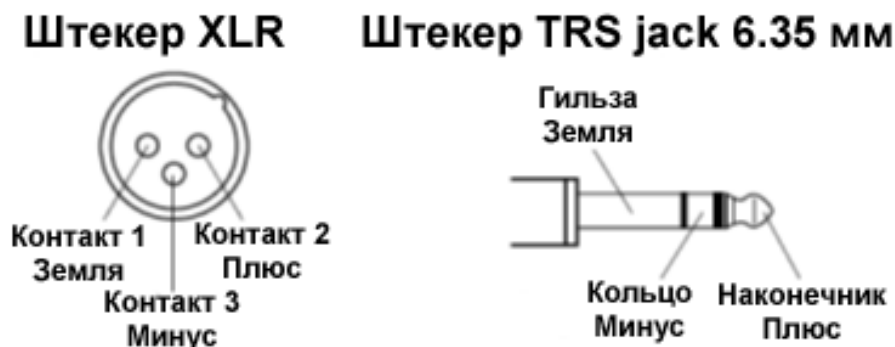 Штекер XLR
Контакт 1
Земля
Контакт 2
Плюс
Контакт 3
Минус
Штекер TRS jack 6.35 мм
Гильза
Земля
Кольцо
Минус
Наконечник
Плюс